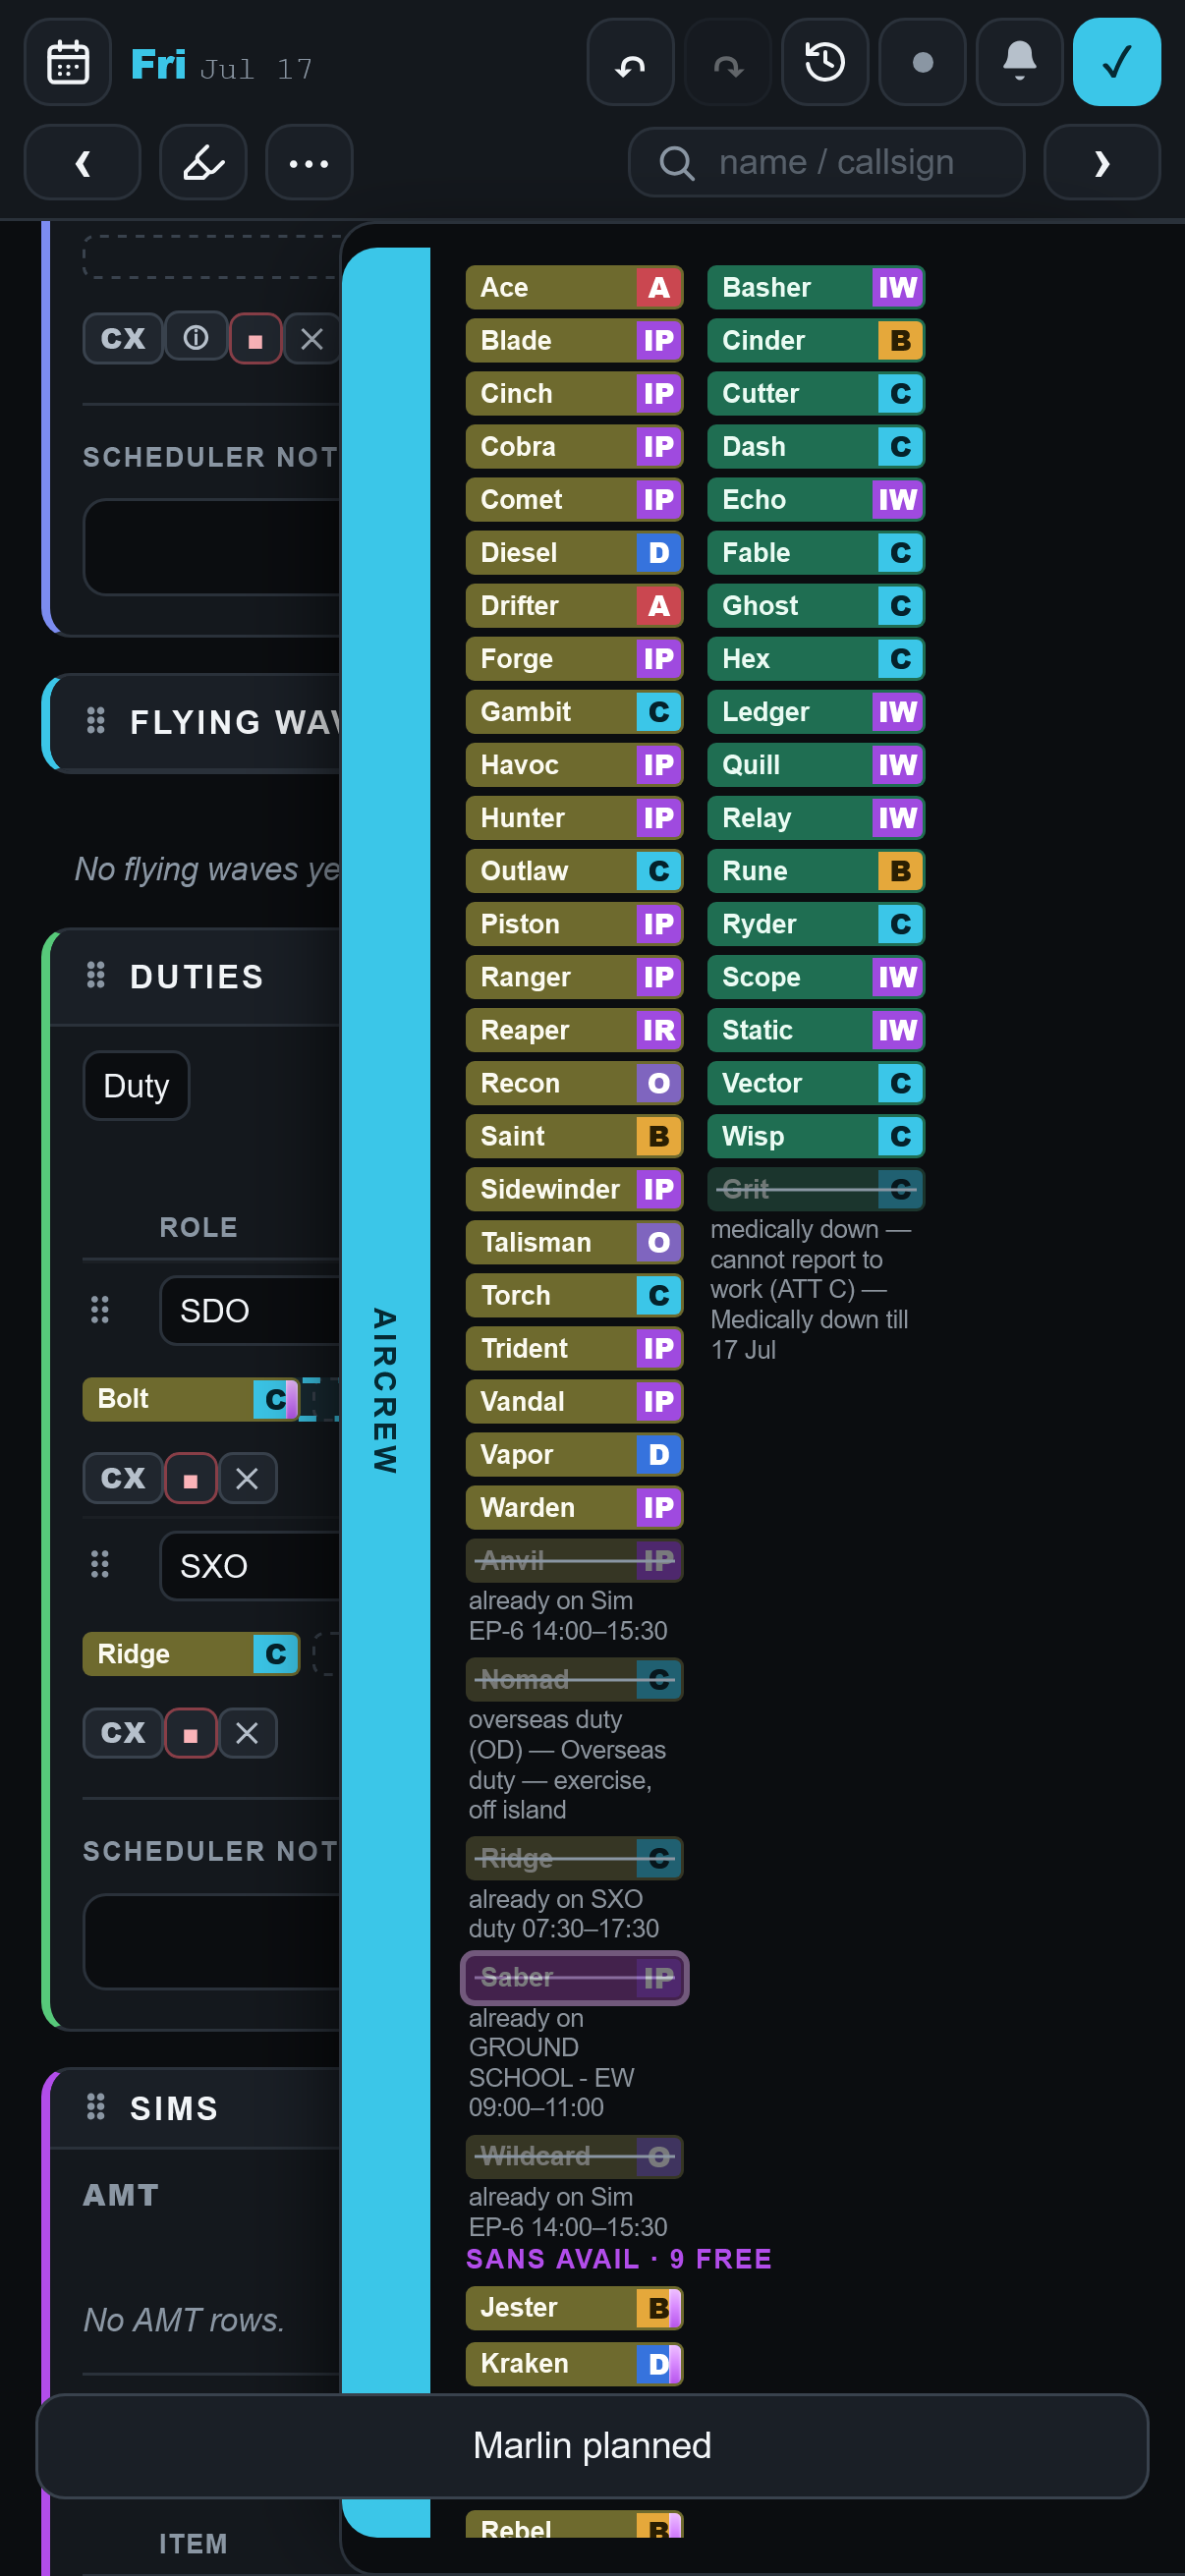 Fri Jul 17
name / callsign
CX
SCHEDULER NOT
FLYING WAV
No flying waves ye
DUTIES
Duty
ROLE
SDO
Bolt C
CX
SXO
Ridge C
CX
SCHEDULER NOT
SIMS
AMT
No AMT rows.
ITEM
AIRCREW
Ace A
Blade IP
Cinch IP
Cobra IP
Comet IP
Diesel D
Drifter A
Forge IP
Gambit C
Havoc IP
Hunter IP
Outlaw C
Piston IP
Ranger IP
Reaper IR
Recon O
Saint B
Sidewinder IP
Talisman O
Torch C
Trident IP
Vandal IP
Vapor D
Warden IP
Anvil IP
already on Sim
EP-6 14:00–15:30
Nomad C
overseas duty
(OD) — Overseas
duty — exercise,
off island
Ridge C
already on SXO
duty 07:30–17:30
Saber IP
already on
GROUND
SCHOOL - EW
09:00–11:00
Wildcard O
already on Sim
EP-6 14:00–15:30
Basher IW
Cinder B
Cutter C
Dash C
Echo IW
Fable C
Ghost C
Hex C
Ledger IW
Quill IW
Relay IW
Rune B
Ryder C
Scope IW
Static IW
Vector C
Wisp C
Grit C
medically down —
cannot report to
work (ATT C) —
Medically down till
17 Jul
SANS AVAIL · 9 FREE
Jester B
Kraken D
Marlin planned
Rebel B